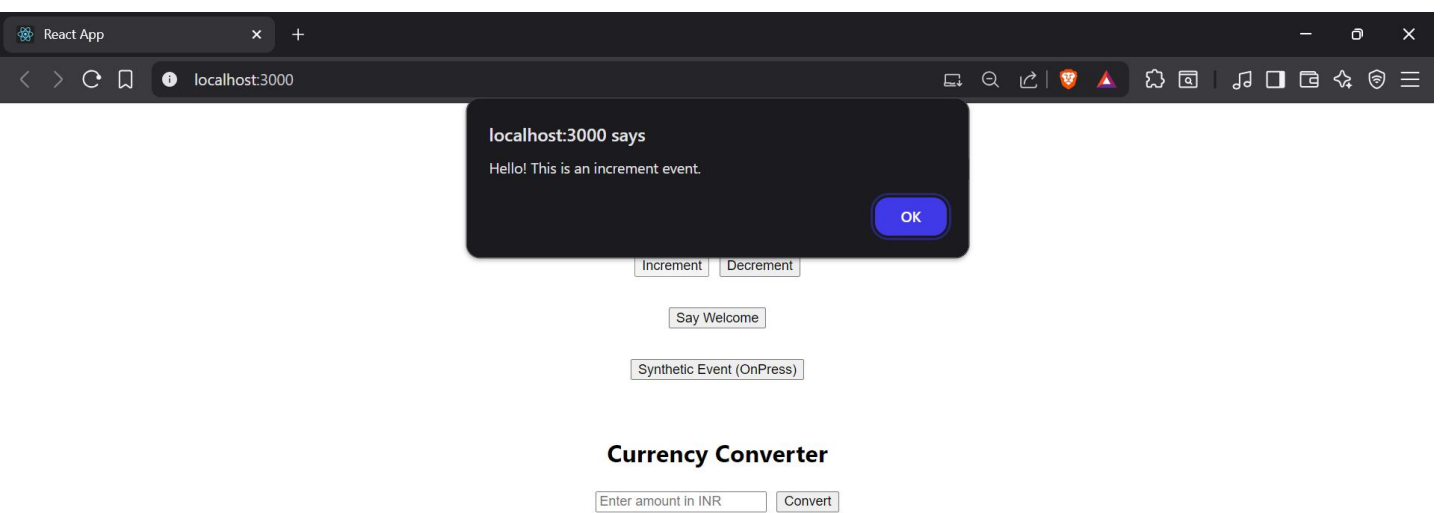 React App
localhost:3000
localhost:3000 says
Hello! This is an increment event.
OK
Increment Decrement
Say Welcome
Synthetic Event (OnPress)
Currency Converter
Enter amount in INR Convert